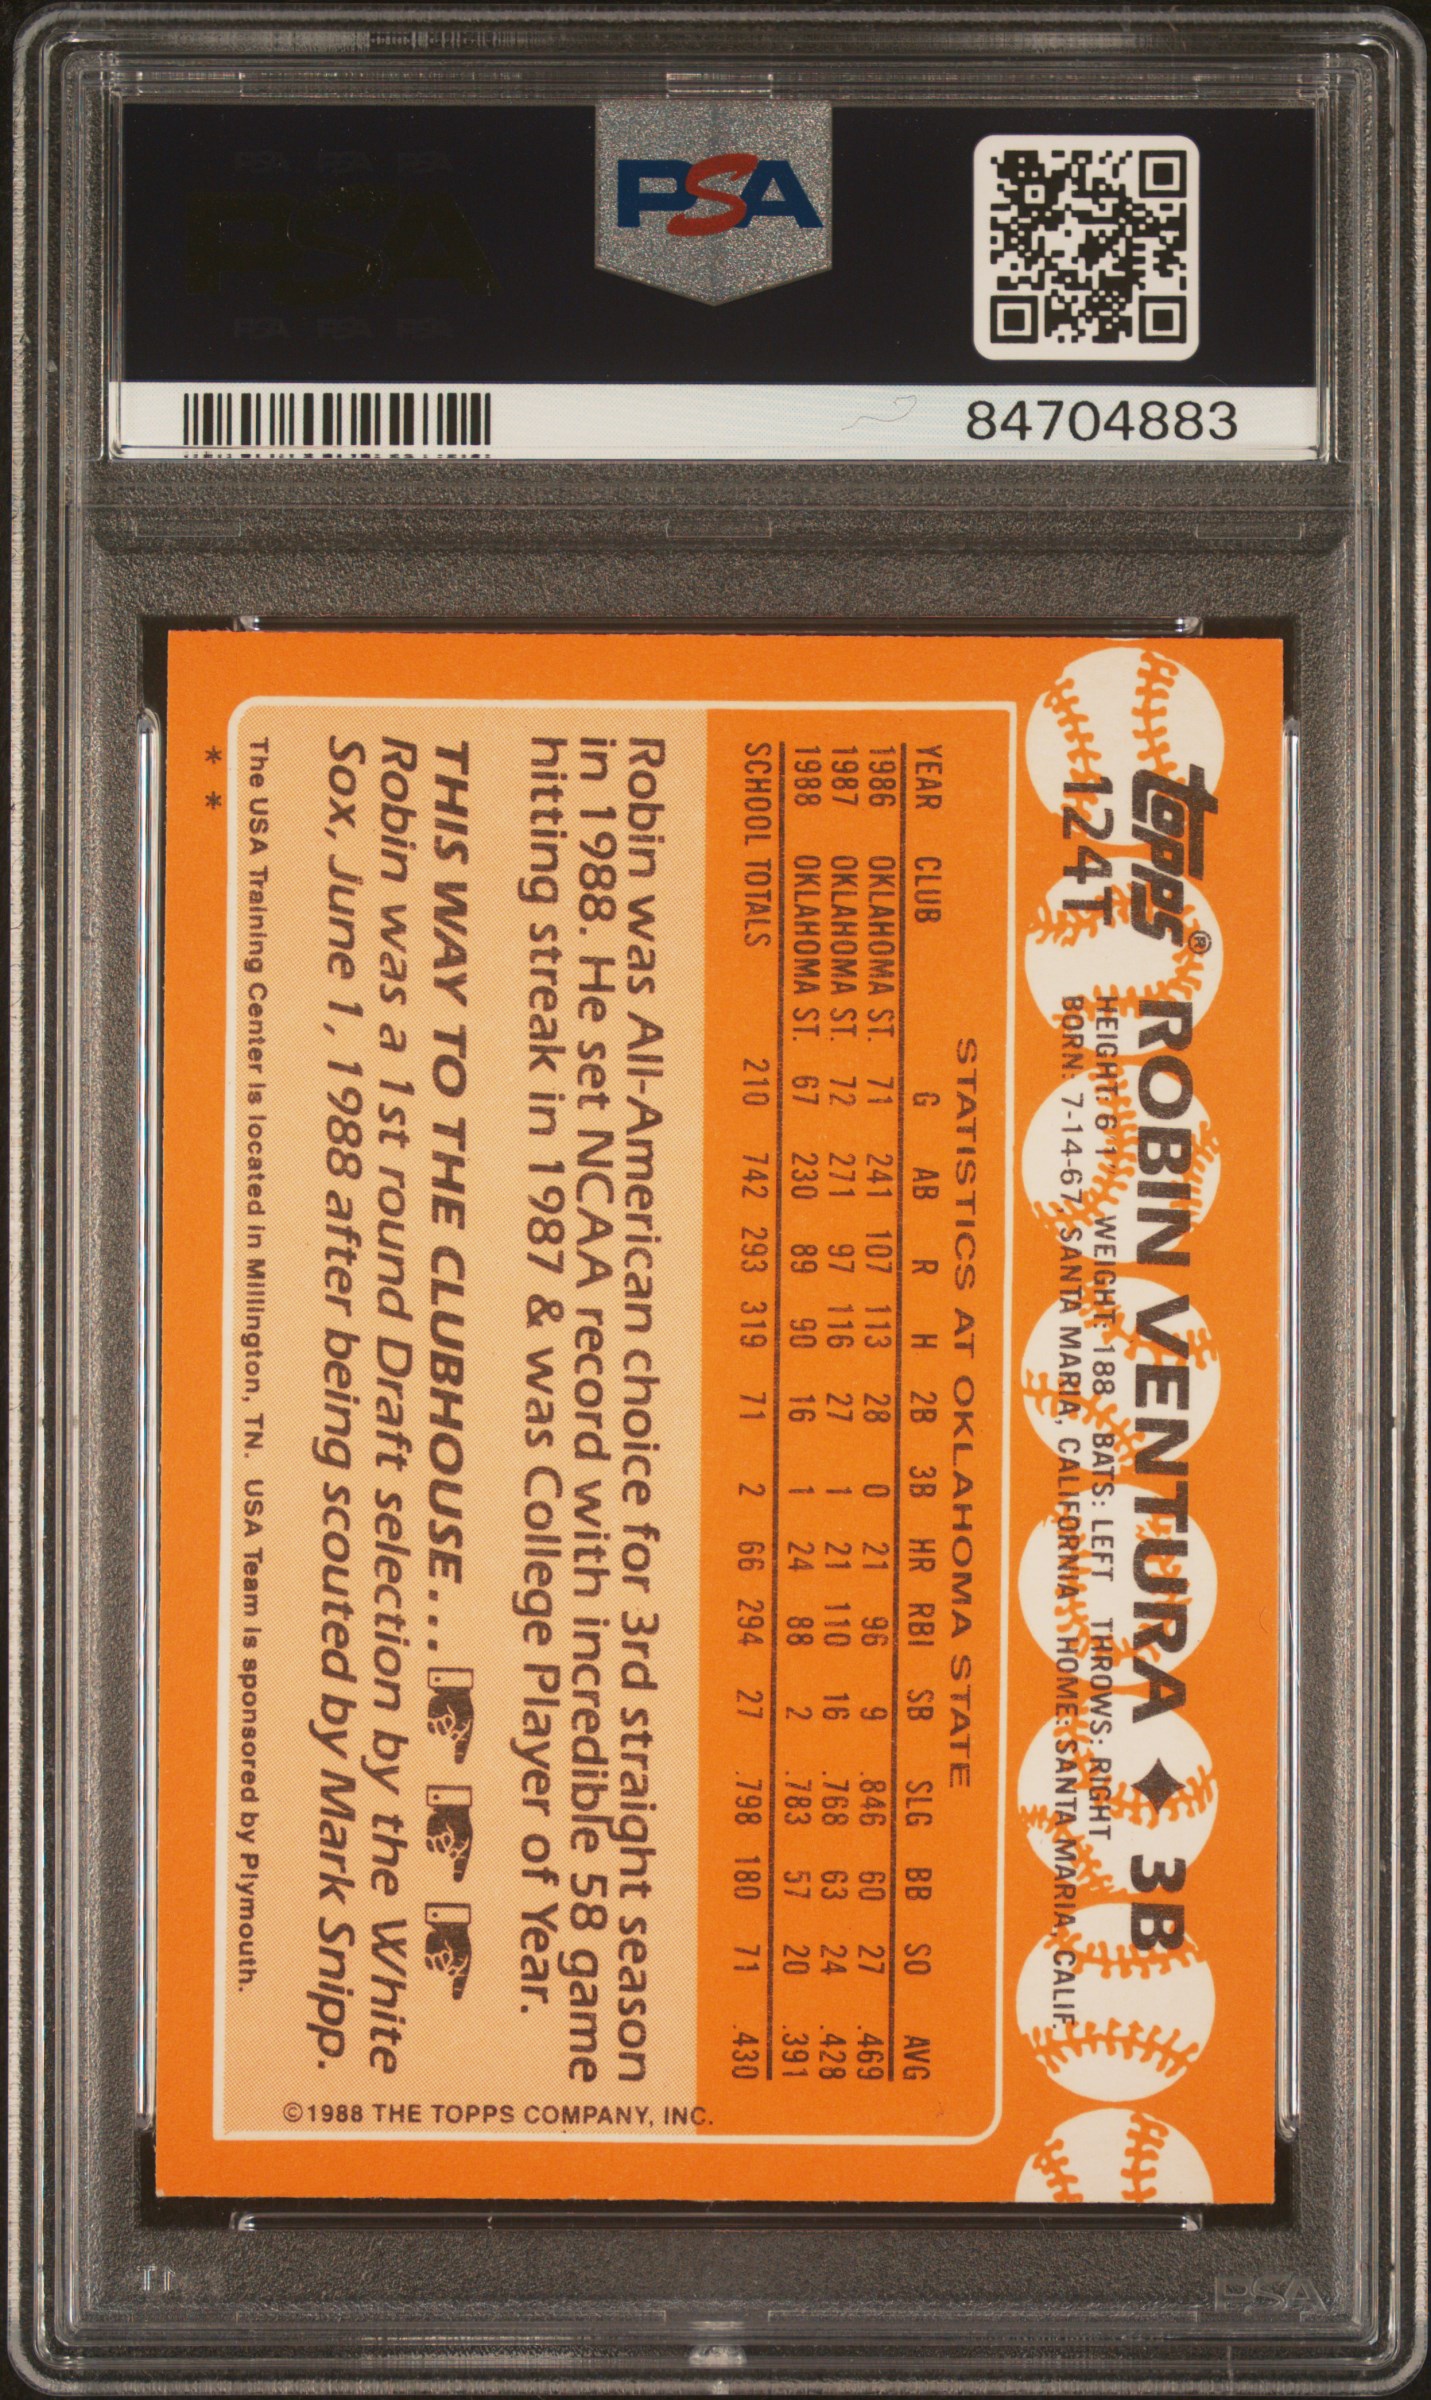 PSA
84704883
topps®
124T
ROBIN VENTURA ♦ 3B
HEIGHT: 6'1" WEIGHT: 188 BATS: LEFT THROWS: RIGHT
BORN: 7-14-67, SANTA MARIA, CALIFORNIA HOME: SANTA MARIA, CALIF.
STATISTICS AT OKLAHOMA STATE
YEAR CLUB G AB R H 2B 3B HR RBI SB SLG BB SO AVG
1986 OKLAHOMA ST. 71 241 107 113 28 0 21 96 9 .846 60 27 .469
1987 OKLAHOMA ST. 72 271 97 116 27 1 21 110 16 .768 63 24 .428
1988 OKLAHOMA ST. 67 230 89 90 16 1 24 88 2 .783 57 20 .391
SCHOOL TOTALS 210 742 293 319 71 2 66 294 27 .798 180 71 .430
Robin was All-American choice for 3rd straight season
in 1988. He set NCAA record with incredible 58 game
hitting streak in 1987 & was College Player of Year.
THIS WAY TO THE CLUBHOUSE...
Robin was a 1st round Draft selection by the White
Sox, June 1, 1988 after being scouted by Mark Snipp.
The USA Training Center is located in Millington, TN. USA Team is sponsored by Plymouth.
* *
©1988 THE TOPPS COMPANY, INC.
PSA